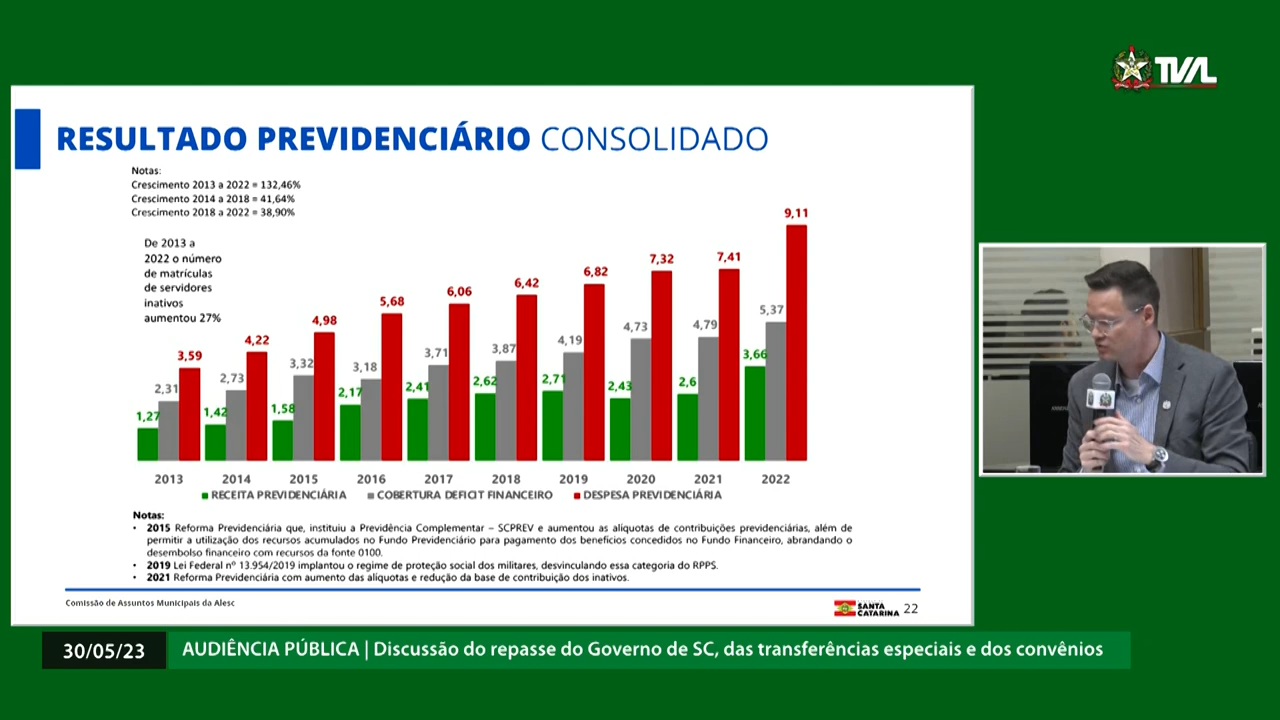 TVAL
RESULTADO PREVIDENCIÁRIO CONSOLIDADO
Notas:
Crescimento 2013 a 2022 = 132,46%
Crescimento 2014 a 2018 = 41,64%
Crescimento 2018 a 2022 = 38,90%
De 2013 a
2022 o número
de matrículas
de servidores
inativos
aumentou 27%
1,27 2,31 3,59
1,42 2,73 4,22
1,58 3,32 4,98
2,17 3,18 5,68
2,41 3,71 6,06
2,62 3,87 6,42
2,71 4,19 6,82
2,43 4,73 7,32
2,6 4,79 7,41
3,66 5,37 9,11
2013 2014 2015 2016 2017 2018 2019 2020 2021 2022
RECEITA PREVIDENCIÁRIA COBERTURA DEFICIT FINANCEIRO DESPESA PREVIDENCIÁRIA
Notas:
• 2015 Reforma Previdenciária que, instituiu a Previdência Complementar – SCPREV e aumentou as alíquotas de contribuições previdenciárias, além de
permitir a utilização dos recursos acumulados no Fundo Previdenciário para pagamento dos benefícios concedidos no Fundo Financeiro, abrandando o
desembolso financeiro com recursos da fonte 0100.
• 2019 Lei Federal nº 13.954/2019 implantou o regime de proteção social dos militares, desvinculando essa categoria do RPPS.
• 2021 Reforma Previdenciária com aumento das alíquotas e redução da base de contribuição dos inativos.
Comissão de Assuntos Municipais da Alesc
SANTA
CATARINA
22
30/05/23
AUDIÊNCIA PÚBLICA | Discussão do repasse do Governo de SC, das transferências especiais e dos convênios